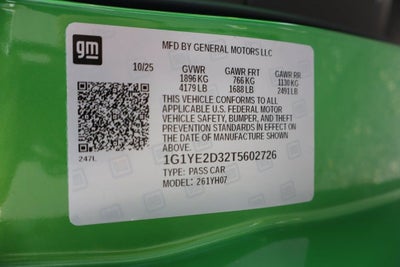 gm
MFD BY GENERAL MOTORS LLC
10/25 GVWR GAWR FRT GAWR RR
1896 KG 766 KG 1130 KG
4179 LB 1688 LB 2491 LB
THIS VEHICLE CONFORMS TO ALL
APPLICABLE U.S. FEDERAL MOTOR
VEHICLE SAFETY, BUMPER, AND THEFT
PREVENTION STANDARDS IN EFFECT ON
THE DATE OF MANUFACTURE SHOWN ABOVE.
1G1YE2D32T5602726
TYPE: PASS CAR
247L MODEL: 261YH07